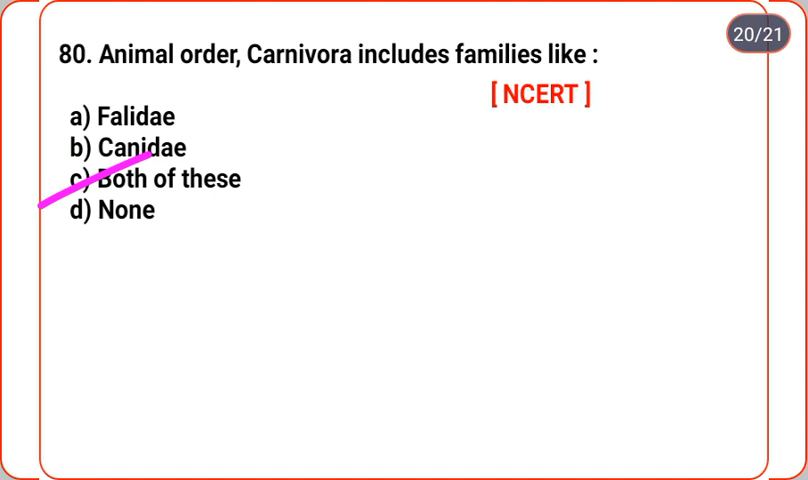 20/21
80. Animal order, Carnivora includes families like :
[ NCERT ]
a) Falidae
b) Canidae
c) Both of these
d) None